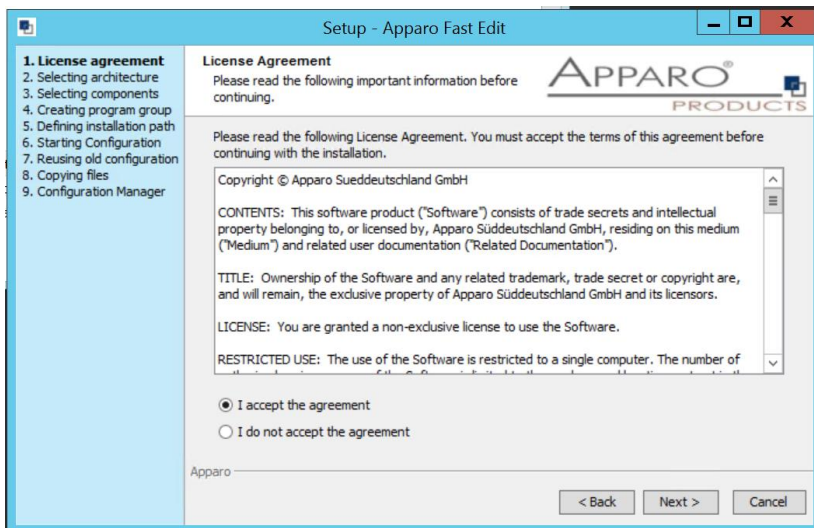 Setup - Apparo Fast Edit
1. License agreement
2. Selecting architecture
3. Selecting components
4. Creating program group
5. Defining installation path
6. Starting Configuration
7. Reusing old configuration
8. Copying files
9. Configuration Manager
License Agreement
Please read the following important information before
continuing.
APPARO®
PRODUCTS
Please read the following License Agreement. You must accept the terms of this agreement before
continuing with the installation.
Copyright © Apparo Sueddeutschland GmbH
CONTENTS: This software product ("Software") consists of trade secrets and intellectual
property belonging to, or licensed by, Apparo Süddeutschland GmbH, residing on this medium
("Medium") and related user documentation ("Related Documentation").
TITLE: Ownership of the Software and any related trademark, trade secret or copyright are,
and will remain, the exclusive property of Apparo Süddeutschland GmbH and its licensors.
LICENSE: You are granted a non-exclusive license to use the Software.
RESTRICTED USE: The use of the Software is restricted to a single computer. The number of
I accept the agreement
I do not accept the agreement
Apparo
< Back
Next >
Cancel